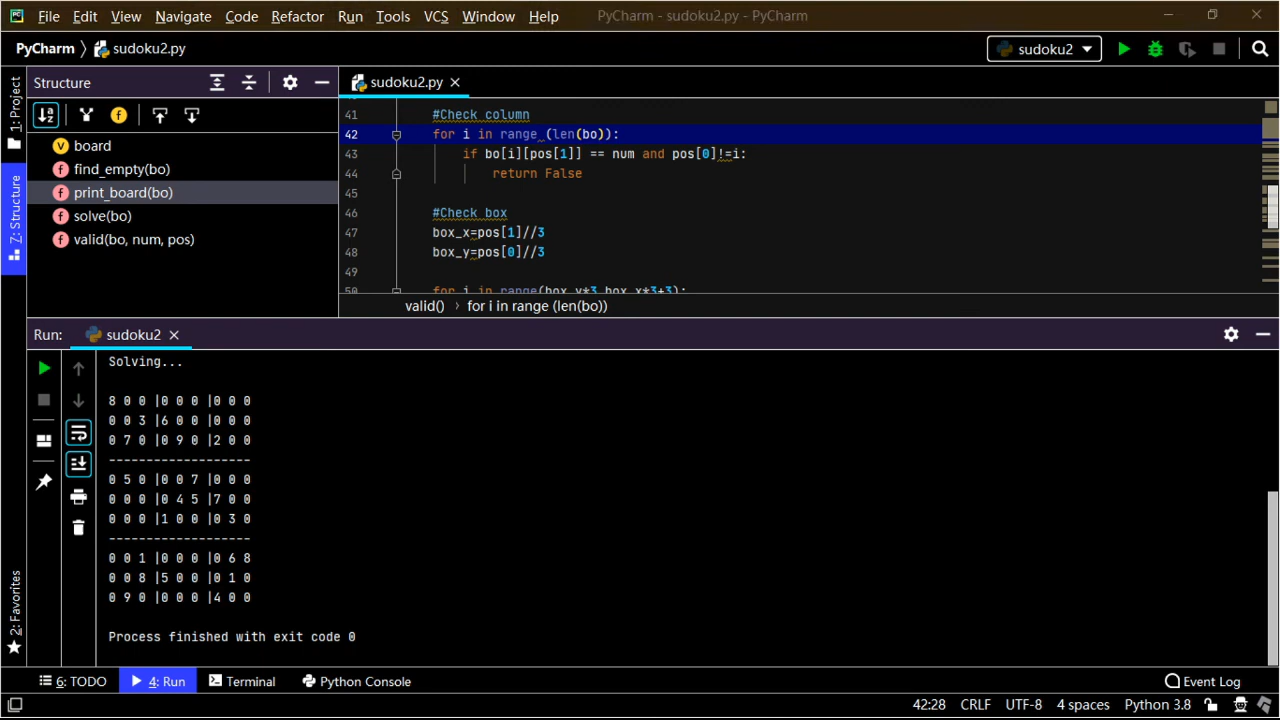 File Edit View Navigate Code Refactor Run Tools VCS Window Help PyCharm - sudoku2.py - PyCharm
PyCharm sudoku2.py sudoku2
1: Project
Structure
sudoku2.py
board
find_empty(bo)
print_board(bo)
solve(bo)
valid(bo, num, pos)
Z: Structure
41 #Check column
42 for i in range (len(bo)):
43 if bo[i][pos[1]] == num and pos[0]!=i:
44 return False
45
46 #Check box
47 box_x=pos[1]//3
48 box_y=pos[0]//3
49
50 for i in range(box_y*3,box_x*3+3):
valid() for i in range (len(bo))
Run: sudoku2
Solving...
8 0 0 |0 0 0 |0 0 0
0 0 3 |6 0 0 |0 0 0
0 7 0 |0 9 0 |2 0 0
-------------------
0 5 0 |0 0 7 |0 0 0
0 0 0 |0 4 5 |7 0 0
0 0 0 |1 0 0 |0 3 0
-------------------
0 0 1 |0 0 0 |0 6 8
0 0 8 |5 0 0 |0 1 0
0 9 0 |0 0 0 |4 0 0
Process finished with exit code 0
2: Favorites
6: TODO 4: Run Terminal Python Console Event Log
42:28 CRLF UTF-8 4 spaces Python 3.8